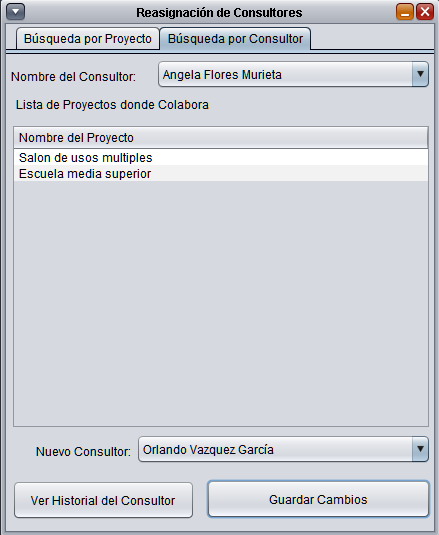 Reasignación de Consultores
Búsqueda por Proyecto
Búsqueda por Consultor
Nombre del Consultor:
Angela Flores Murieta
Lista de Proyectos donde Colabora
Nombre del Proyecto
Salon de usos multiples
Escuela media superior
Nuevo Consultor:
Orlando Vazquez García
Ver Historial del Consultor
Guardar Cambios